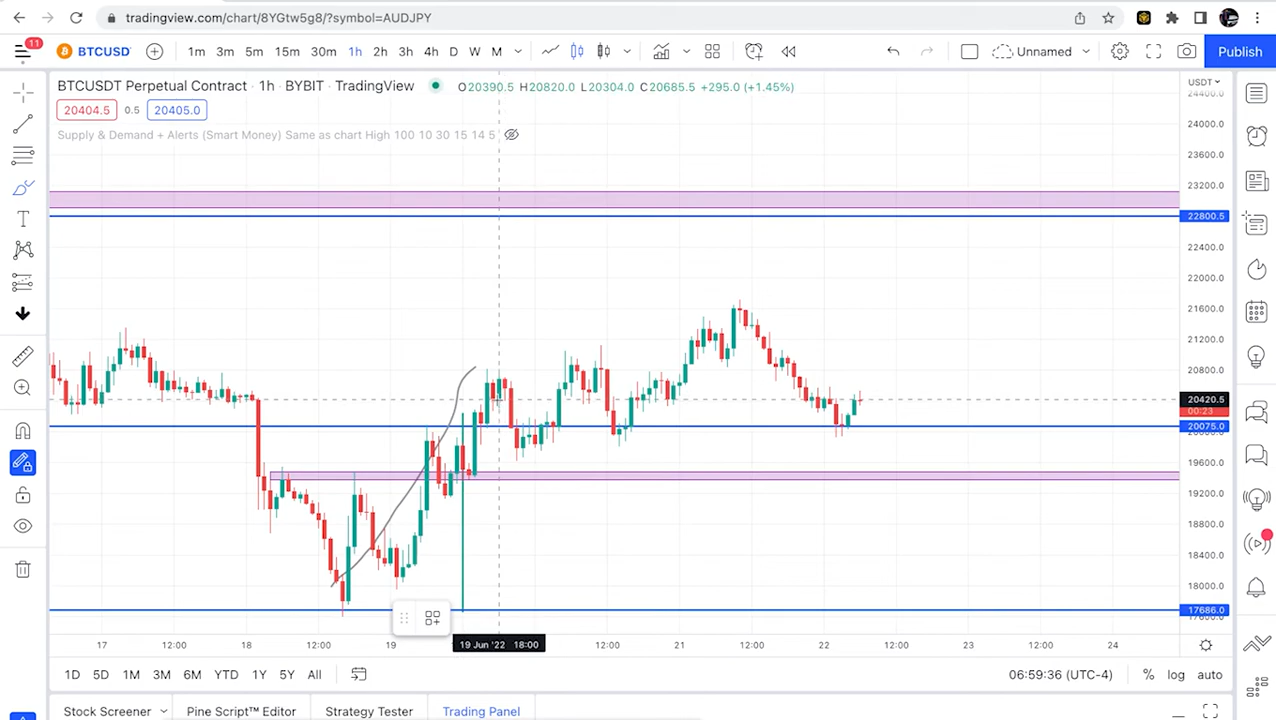 tradingview.com/chart/8YGtw5g8/?symbol=AUDJPY
11
BTCUSD 1m 3m 5m 15m 30m 1h 2h 3h 4h D W M Unnamed Publish
BTCUSDT Perpetual Contract · 1h · BYBIT · TradingView O20390.5 H20820.0 L20304.0 C20685.5 +295.0 (+1.45%)
USDT
24400.0
20404.5 0.5 20405.0
24000.0
Supply & Demand + Alerts (Smart Money) Same as chart High 100 10 30 15 14 5
23600.0
23200.0
22800.5
22400.0
22000.0
21600.0
21200.0
20800.0
20420.5
00:23
20075.0
19600.0
19200.0
18800.0
18400.0
18000.0
17686.0
17 12:00 18 12:00 19 19 Jun '22 18:00 12:00 21 12:00 22 12:00 23 12:00 24
1D 5D 1M 3M 6M YTD 1Y 5Y All 06:59:36 (UTC-4) % log auto
Stock Screener Pine Script™ Editor Strategy Tester Trading Panel